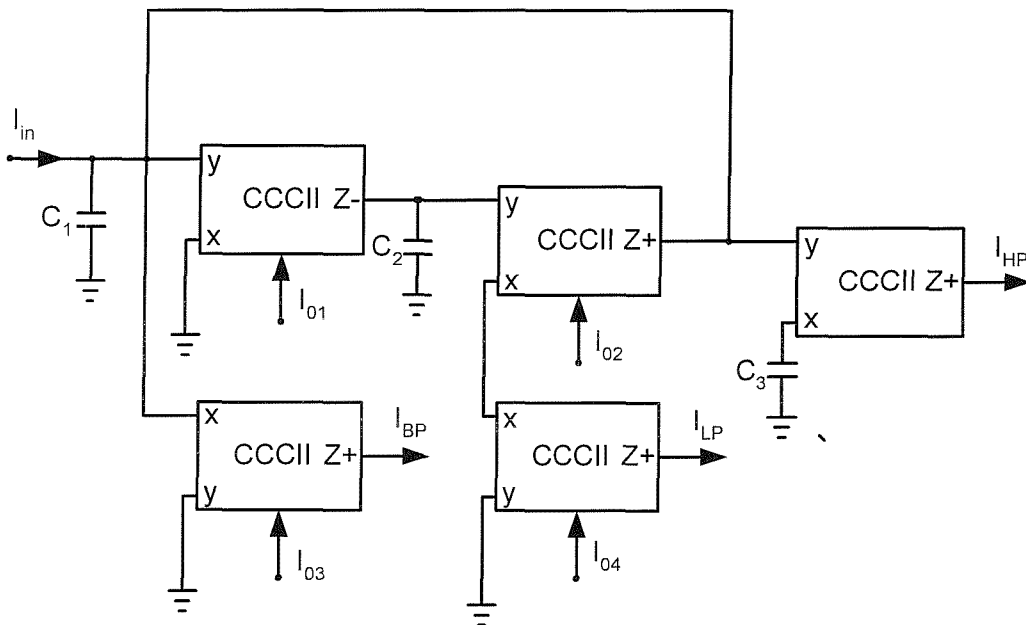 I_in
C_1
y
CCCII Z-
x
I_01
C_2
y
CCCII Z+
x
I_02
y
CCCII Z+
x
I_HP
C_3
x
CCCII Z+
y
I_BP
I_03
x
CCCII Z+
y
I_LP
I_04